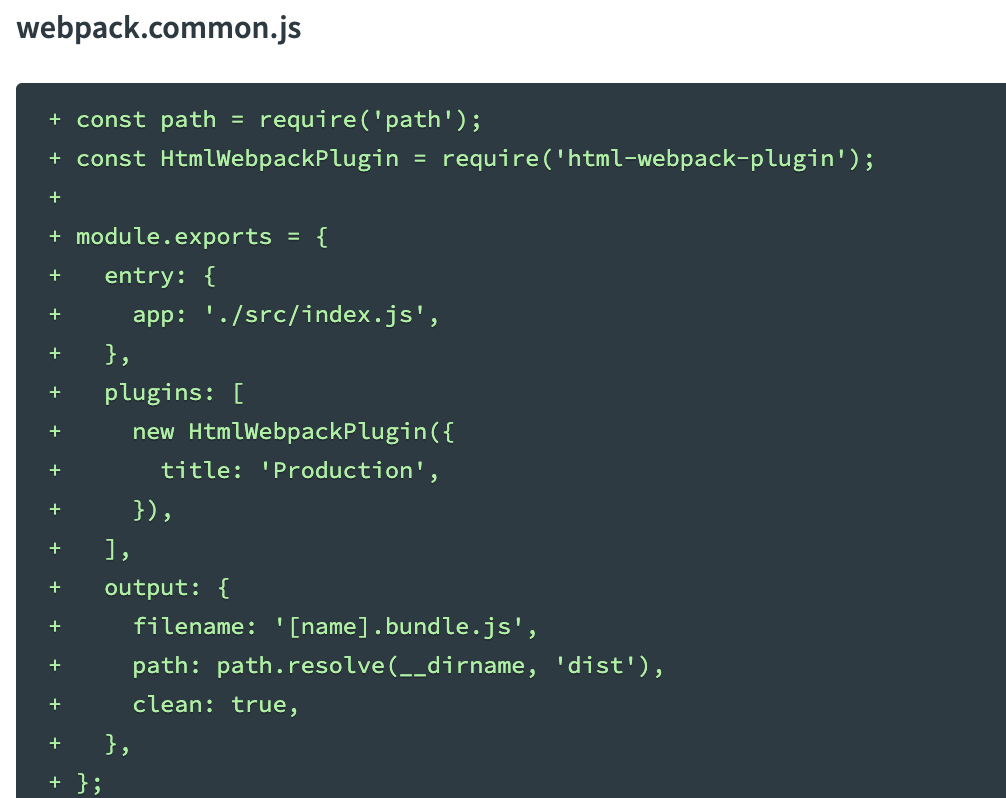 webpack.common.js
+ const path = require('path');
+ const HtmlWebpackPlugin = require('html-webpack-plugin');
+
+ module.exports = {
+   entry: {
+     app: './src/index.js',
+   },
+   plugins: [
+     new HtmlWebpackPlugin({
+       title: 'Production',
+     }),
+   ],
+   output: {
+     filename: '[name].bundle.js',
+     path: path.resolve(__dirname, 'dist'),
+     clean: true,
+   },
+ };